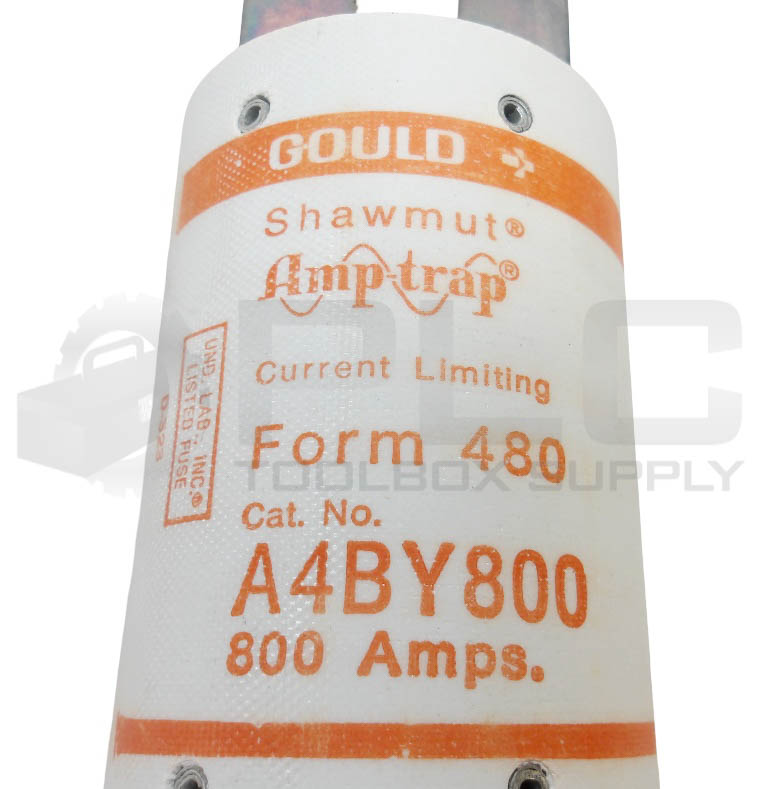 GOULD
Shawmut®
Amp-trap®
Current Limiting
Form 480
Cat. No.
A4BY800
800 Amps.
UND. LAB., INC.®
LISTED FUSE
PLC
TOOLBOX SUPPLY